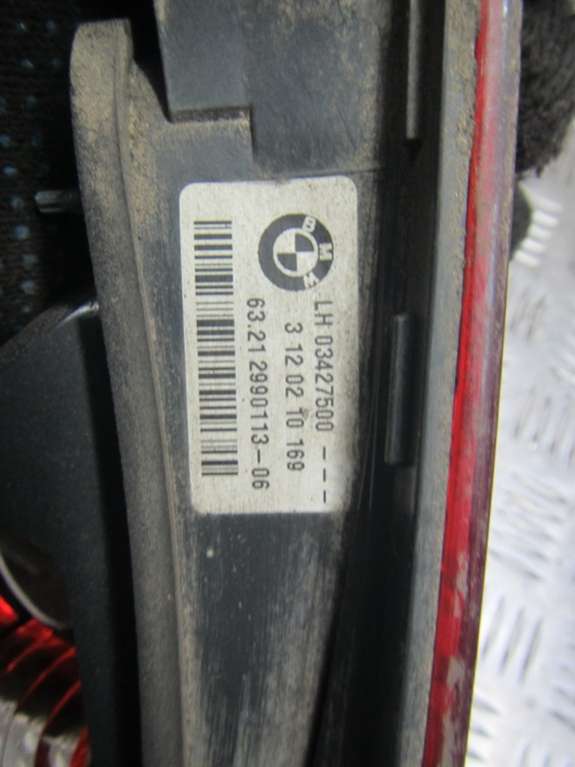 BMW
LH 03427500 ---
3 12 02 10 169
63.21 2990113-06